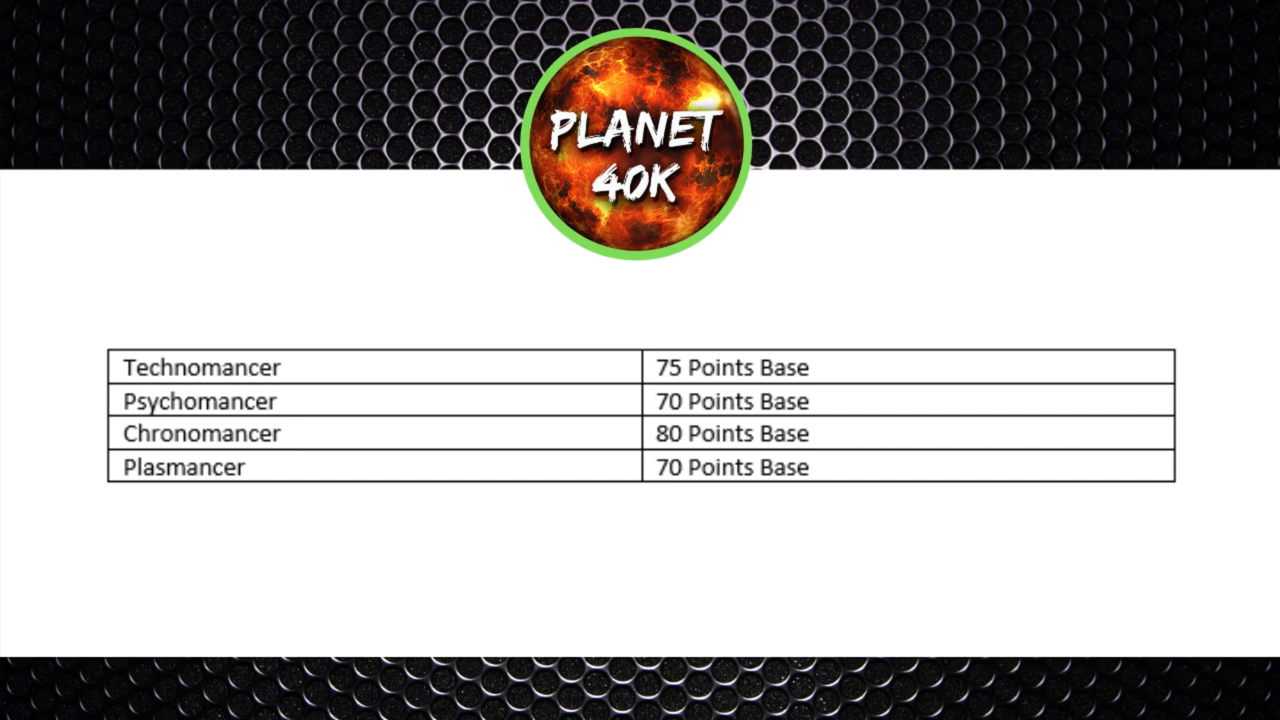 PLANET
40K
Technomancer 75 Points Base
Psychomancer 70 Points Base
Chronomancer 80 Points Base
Plasmancer 70 Points Base